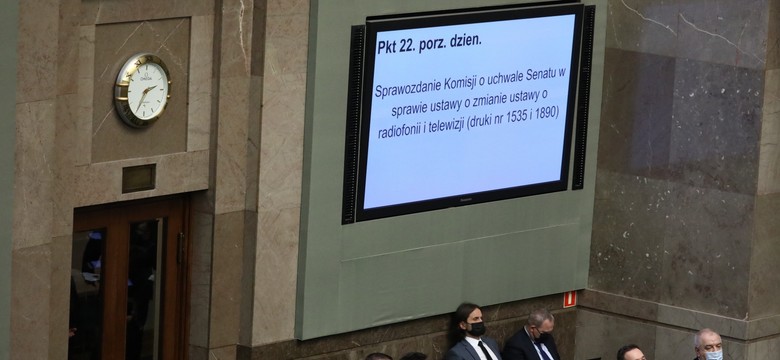 Pkt 22. porz. dzien.
Sprawozdanie Komisji o uchwale Senatu w
sprawie ustawy o zmianie ustawy o
radiofonii i telewizji (druki nr 1535 i 1890)
Panasonic
OMEGA